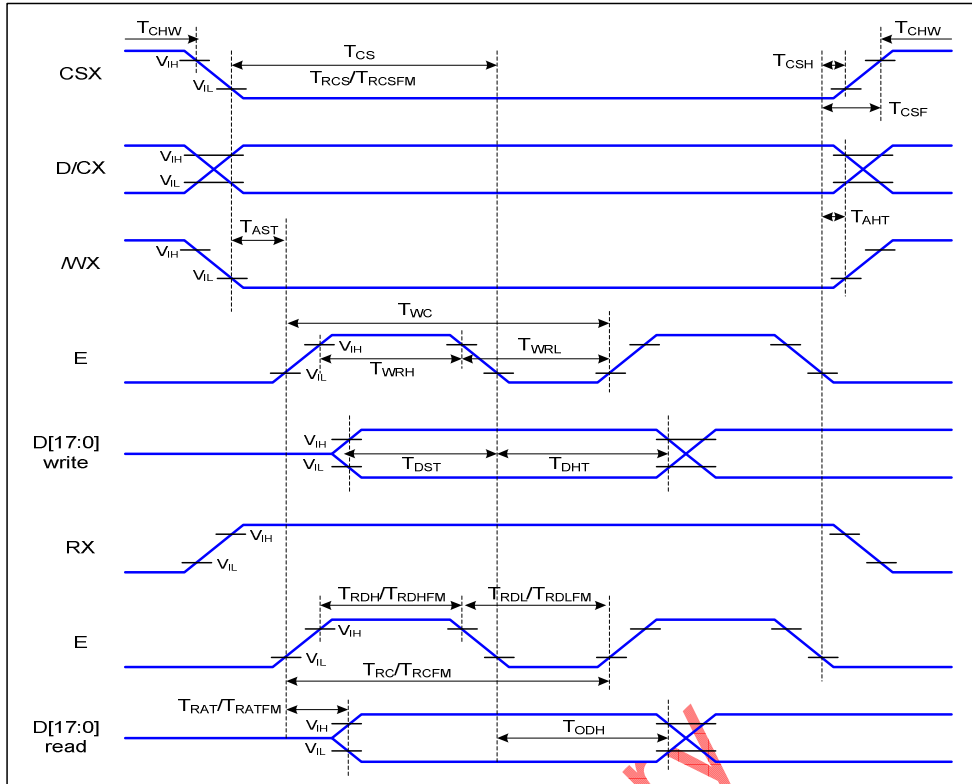 TCHW TCHW
CSX VIH VIL TCS TRCS/TRCSFM TCSH TCSF
D/CX VIH VIL
TAST TAHT
/WX VIH VIL
TWC
E VIH VIL TWRH TWRL
D[17:0] write VIH VIL TDST TDHT
RX VIH VIL
TRDH/TRDHFM TRDL/TRDLFM
E VIH VIL
TRC/TRCFM
TRAT/TRATFM
D[17:0] read VIH VIL TODH